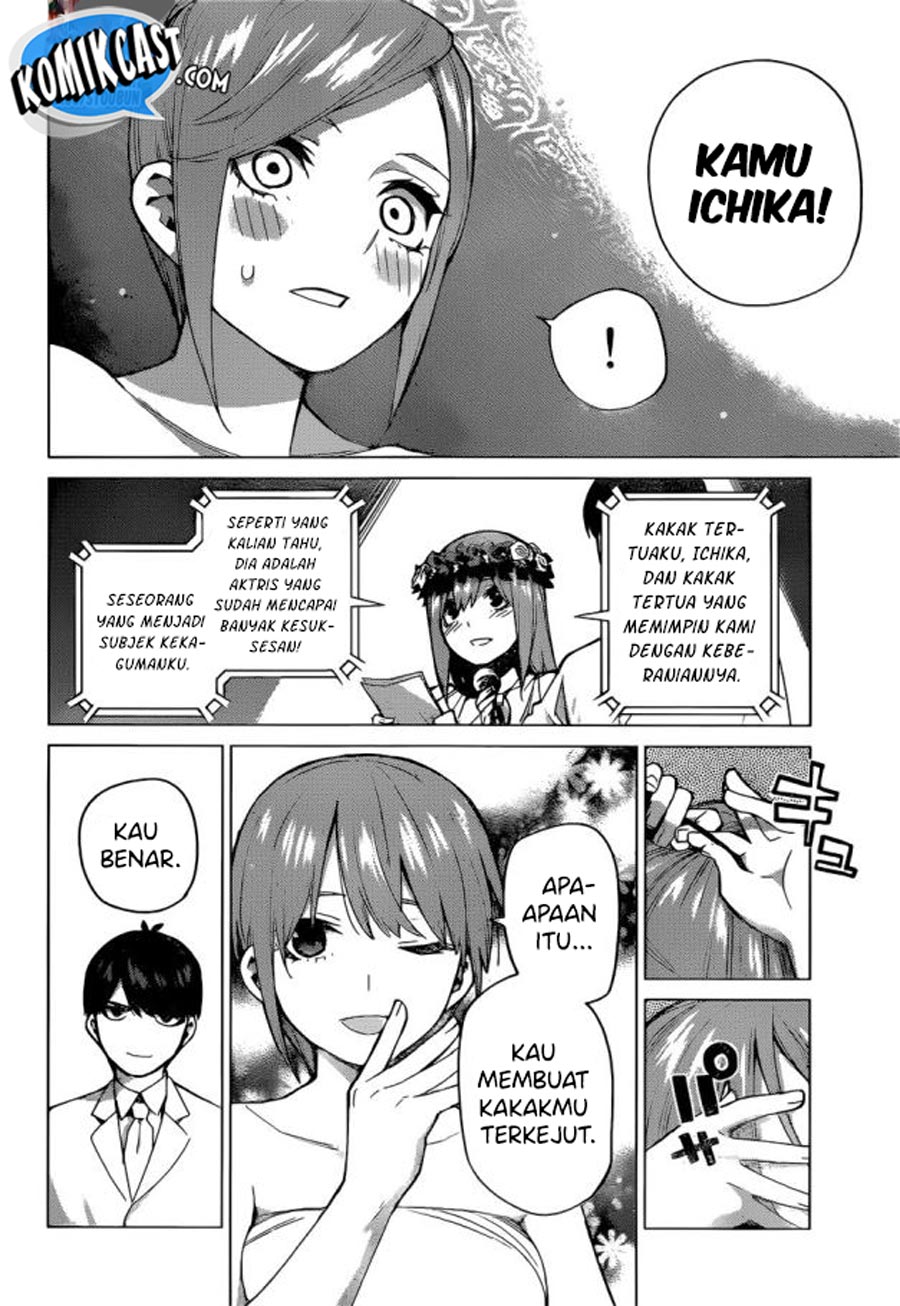 KOMIKCAST
.COM
KAMU
ICHIKA!
!
KAKAK TER-
TUAKU, ICHIKA,
DAN KAKAK
TERTUA YANG
MEMIMPIN KAMI
DENGAN KEBE-
RANIANNYA.
SEPERTI YANG
KALIAN TAHU,
DIA ADALAH
AKTRIS YANG
SUDAH MENCAPAI
BANYAK KESUK-
SESAN!
SESEORANG
YANG MENJADI
SUBJEK KEKA-
GUMANKU.
キュ
パサ
APA-
APAAN
ITU...
KAU
MEMBUAT
KAKAKMU
TERKEJUT.
KAU
BENAR.